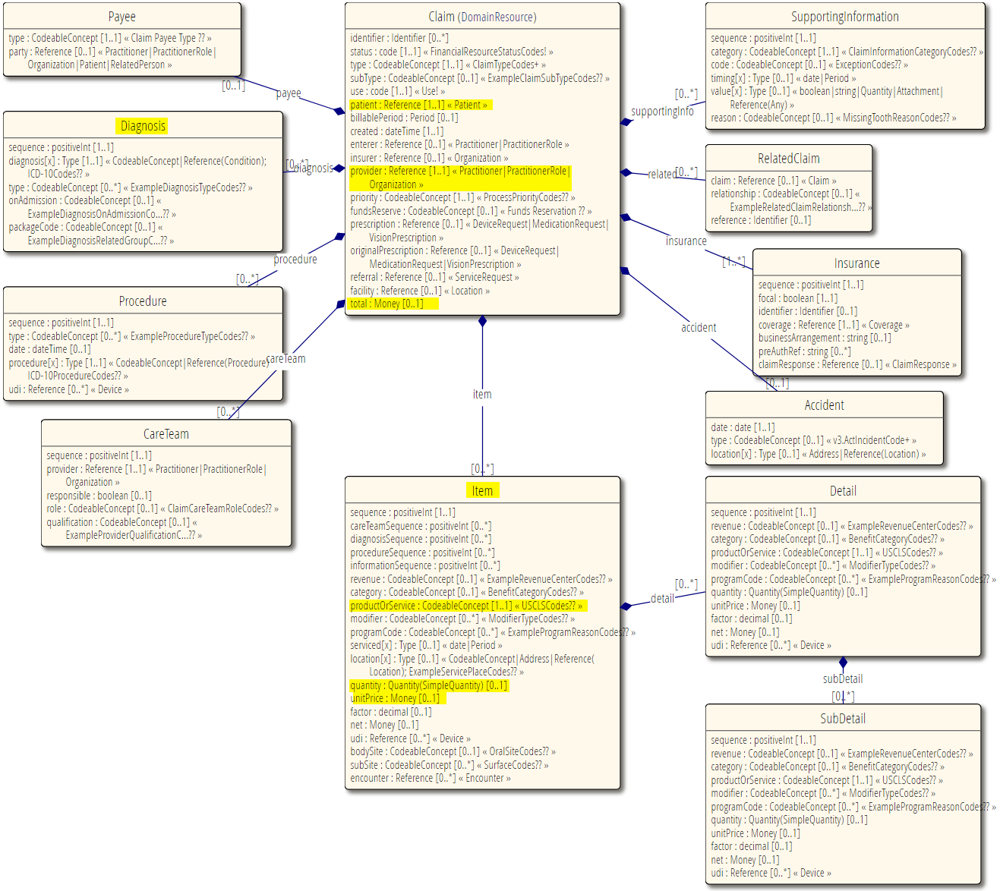 Payee
type : CodeableConcept [1..1] « Claim Payee Type ?? »
party : Reference [0..1] « Practitioner|PractitionerRole|
Organization|Patient|RelatedPerson »
[0..1]
payee
Diagnosis
sequence : positiveInt [1..1]
diagnosis[x] : Type [1..1] « CodeableConcept|Reference(Condition);
ICD-10Codes?? »
type : CodeableConcept [0..*] « ExampleDiagnosisTypeCodes?? »
onAdmission : CodeableConcept [0..1] «
ExampleDiagnosisOnAdmissionCo...?? »
packageCode : CodeableConcept [0..1] «
ExampleDiagnosisRelatedGroupC...?? »
[0..*]
diagnosis
procedure
[0..*]
Procedure
sequence : positiveInt [1..1]
type : CodeableConcept [0..*] « ExampleProcedureTypeCodes?? »
date : dateTime [0..1]
procedure[x] : Type [1..1] « CodeableConcept|Reference(Procedure)
ICD-10ProcedureCodes?? »
udi : Reference [0..*] « Device »
careTeam
[0..*]
CareTeam
sequence : positiveInt [1..1]
provider : Reference [1..1] « Practitioner|PractitionerRole|
Organization »
responsible : boolean [0..1]
role : CodeableConcept [0..1] « ClaimCareTeamRoleCodes?? »
qualification : CodeableConcept [0..1] «
ExampleProviderQualificationC...?? »
Claim (DomainResource)
identifier : Identifier [0..*]
status : code [1..1] « FinancialResourceStatusCodes! »
type : CodeableConcept [1..1] « ClaimTypeCodes+ »
subType : CodeableConcept [0..1] « ExampleClaimSubTypeCodes?? »
use : code [1..1] « Use! »
patient : Reference [1..1] « Patient »
billablePeriod : Period [0..1]
created : dateTime [1..1]
enterer : Reference [0..1] « Practitioner|PractitionerRole »
insurer : Reference [0..1] « Organization »
provider : Reference [1..1] « Practitioner|PractitionerRole|
Organization »
priority : CodeableConcept [1..1] « ProcessPriorityCodes?? »
fundsReserve : CodeableConcept [0..1] « Funds Reservation ?? »
prescription : Reference [0..1] « DeviceRequest|MedicationRequest|
VisionPrescription »
originalPrescription : Reference [0..1] « DeviceRequest|
MedicationRequest|VisionPrescription »
referral : Reference [0..1] « ServiceRequest »
facility : Reference [0..1] « Location »
total : Money [0..1]
item
[0..*]
Item
sequence : positiveInt [1..1]
careTeamSequence : positiveInt [0..*]
diagnosisSequence : positiveInt [0..*]
procedureSequence : positiveInt [0..*]
informationSequence : positiveInt [0..*]
revenue : CodeableConcept [0..1] « ExampleRevenueCenterCodes?? »
category : CodeableConcept [0..1] « BenefitCategoryCodes?? »
productOrService : CodeableConcept [1..1] « USCLSCodes?? »
modifier : CodeableConcept [0..*] « ModifierTypeCodes?? »
programCode : CodeableConcept [0..*] « ExampleProgramReasonCodes?? »
serviced[x] : Type [0..1] « date|Period »
location[x] : Type [0..1] « CodeableConcept|Address|Reference(
Location); ExampleServicePlaceCodes?? »
quantity : Quantity(SimpleQuantity) [0..1]
unitPrice : Money [0..1]
factor : decimal [0..1]
net : Money [0..1]
udi : Reference [0..*] « Device »
bodySite : CodeableConcept [0..1] « OralSiteCodes?? »
subSite : CodeableConcept [0..*] « SurfaceCodes?? »
encounter : Reference [0..*] « Encounter »
SupportingInformation
sequence : positiveInt [1..1]
category : CodeableConcept [1..1] « ClaimInformationCategoryCodes?? »
code : CodeableConcept [0..1] « ExceptionCodes?? »
timing[x] : Type [0..1] « date|Period »
value[x] : Type [0..1] « boolean|string|Quantity|Attachment|
Reference(Any) »
reason : CodeableConcept [0..1] « MissingToothReasonCodes?? »
[0..*]
supportingInfo
RelatedClaim
claim : Reference [0..1] « Claim »
relationship : CodeableConcept [0..1] «
ExampleRelatedClaimRelationsh...?? »
reference : Identifier [0..1]
related
[0..*]
insurance
[1..*]
Insurance
sequence : positiveInt [1..1]
focal : boolean [1..1]
identifier : Identifier [0..1]
coverage : Reference [1..1] « Coverage »
businessArrangement : string [0..1]
preAuthRef : string [0..*]
claimResponse : Reference [0..1] « ClaimResponse »
accident
[0..1]
Accident
date : date [1..1]
type : CodeableConcept [0..1] « v3.ActIncidentCode+ »
location[x] : Type [0..1] « Address|Reference(Location) »
Detail
sequence : positiveInt [1..1]
revenue : CodeableConcept [0..1] « ExampleRevenueCenterCodes?? »
category : CodeableConcept [0..1] « BenefitCategoryCodes?? »
productOrService : CodeableConcept [1..1] « USCLSCodes?? »
modifier : CodeableConcept [0..*] « ModifierTypeCodes?? »
programCode : CodeableConcept [0..*] « ExampleProgramReasonCodes?? »
quantity : Quantity(SimpleQuantity) [0..1]
unitPrice : Money [0..1]
factor : decimal [0..1]
net : Money [0..1]
udi : Reference [0..*] « Device »
[0..*]
detail
subDetail
[0..*]
SubDetail
sequence : positiveInt [1..1]
revenue : CodeableConcept [0..1] « ExampleRevenueCenterCodes?? »
category : CodeableConcept [0..1] « BenefitCategoryCodes?? »
productOrService : CodeableConcept [1..1] « USCLSCodes?? »
modifier : CodeableConcept [0..*] « ModifierTypeCodes?? »
programCode : CodeableConcept [0..*] « ExampleProgramReasonCodes?? »
quantity : Quantity(SimpleQuantity) [0..1]
unitPrice : Money [0..1]
factor : decimal [0..1]
net : Money [0..1]
udi : Reference [0..*] « Device »